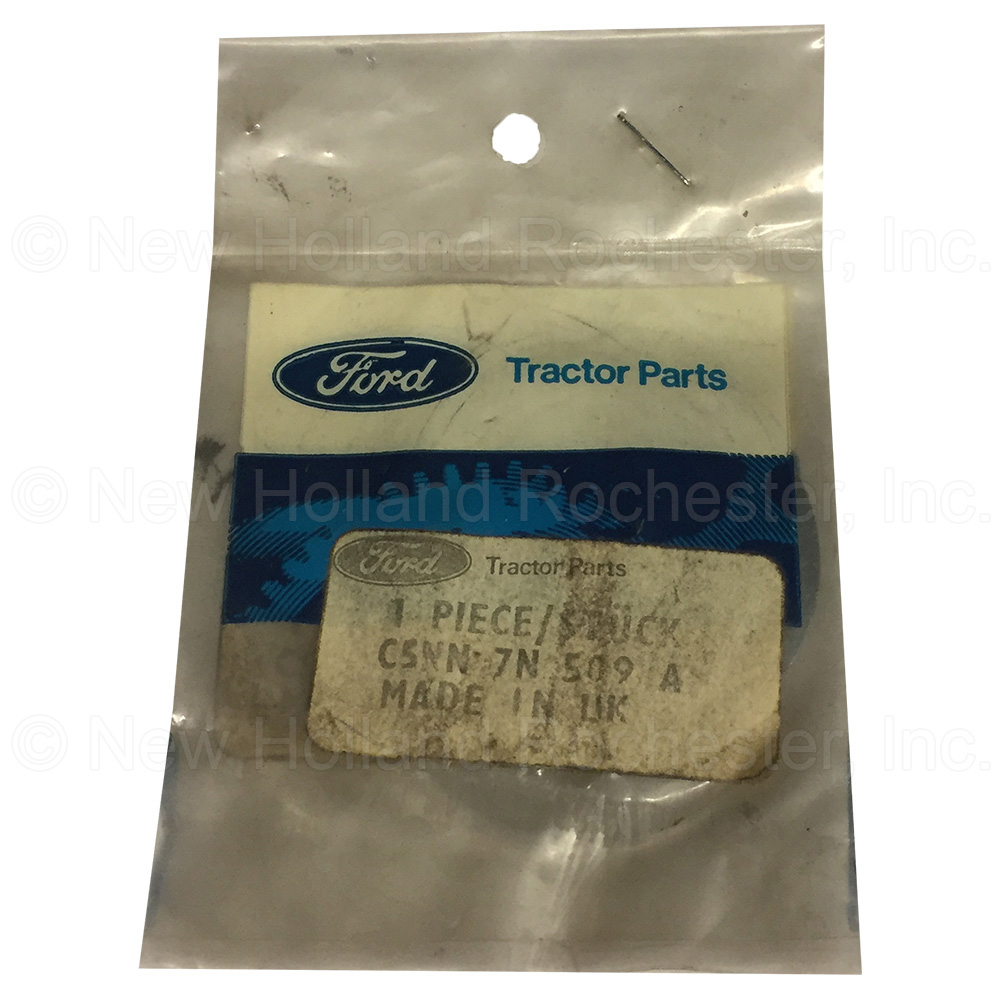 © New Holland Rochester, Inc.
Ford Tractor Parts
© New Holland Rochester, Inc.
Ford Tractor Parts
1 PIECE/STÜCK
C5NN 7N 509 A
MADE IN UK
© New Holland Rochester, Inc.